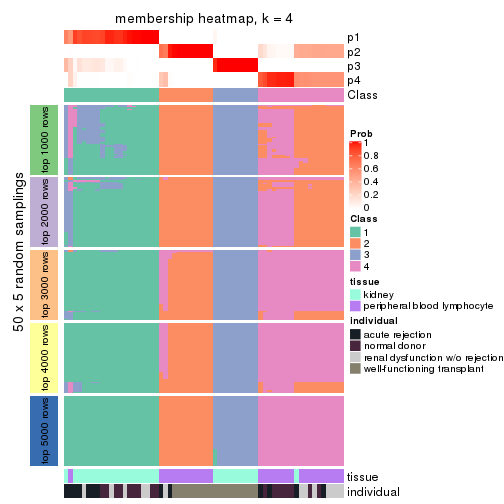 membership heatmap, k = 4
p1
p2
p3
p4
Class
50 x 5 random samplings
top 1000 rows
top 2000 rows
top 3000 rows
top 4000 rows
top 5000 rows
tissue
individual
Prob
1
0.8
0.6
0.4
0.2
0
Class
1
2
3
4
tissue
kidney
peripheral blood lymphocyte
individual
acute rejection
normal donor
renal dysfunction w/o rejection
well-functioning transplant